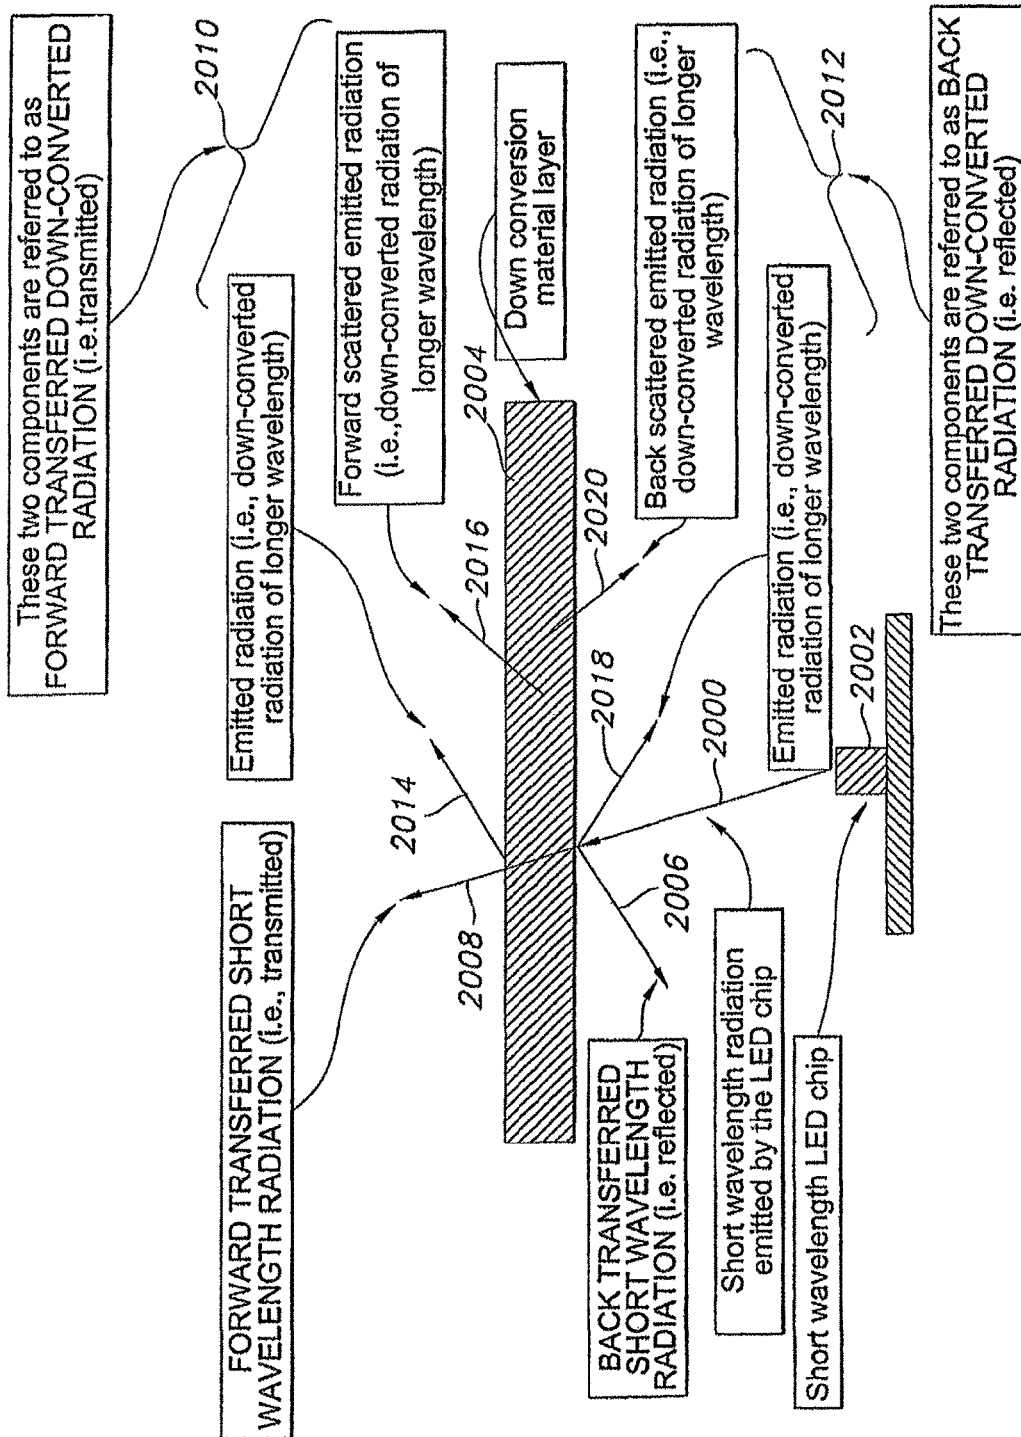 These two components are referred to as
FORWARD TRANSFERRED DOWN-CONVERTED
RADIATION (i.e.transmitted)
2010
FORWARD TRANSFERRED SHORT
WAVELENGTH RADIATION (i.e., transmitted)
Emitted radiation (i.e., down-converted
radiation of longer wavelength)
Forward scattered emitted radiation
(i.e.,down-converted radiation of
longer wavelength)
2008
2014
2016
2004
Down conversion
material layer
BACK TRANSFERRED
SHORT WAVELENGTH
RADIATION (i.e. reflected)
2006
2018
2020
Back scattered emitted radiation (i.e.,
down-converted radiation of longer
wavelength)
Short wavelength radiation
emitted by the LED chip
2000
Emitted radiation (i.e., down-converted
radiation of longer wavelength)
2012
Short wavelength LED chip
2002
These two components are referred to as BACK
TRANSFERRED DOWN-CONVERTED
RADIATION (i.e. reflected)